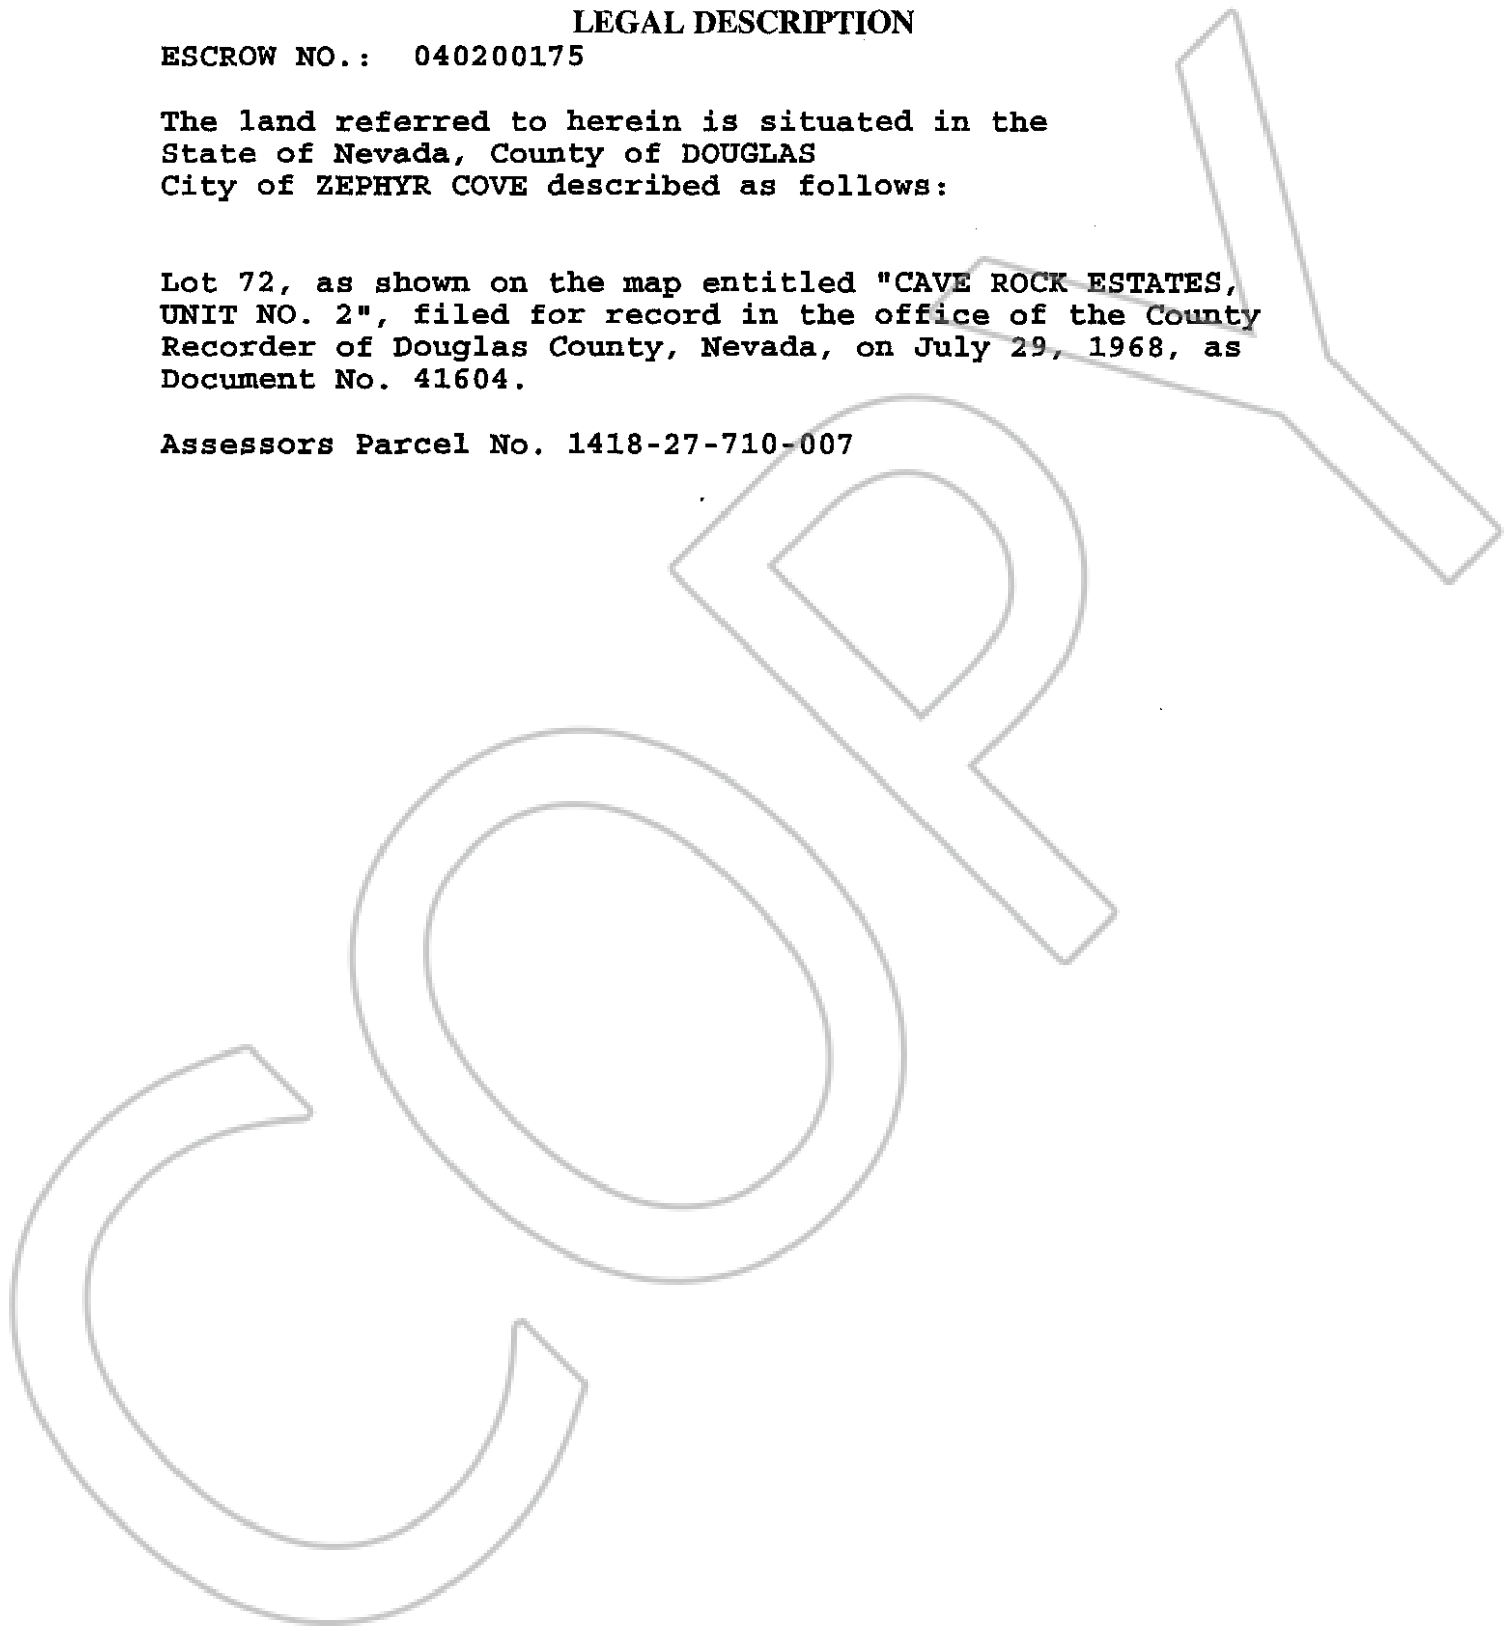 LEGAL DESCRIPTION
ESCROW NO.: 040200175
The land referred to herein is situated in the
State of Nevada, County of DOUGLAS
City of ZEPHYR COVE described as follows:
Lot 72, as shown on the map entitled "CAVE ROCK ESTATES,
UNIT NO. 2", filed for record in the office of the County
Recorder of Douglas County, Nevada, on July 29, 1968, as
Document No. 41604.
Assessors Parcel No. 1418-27-710-007
COPY